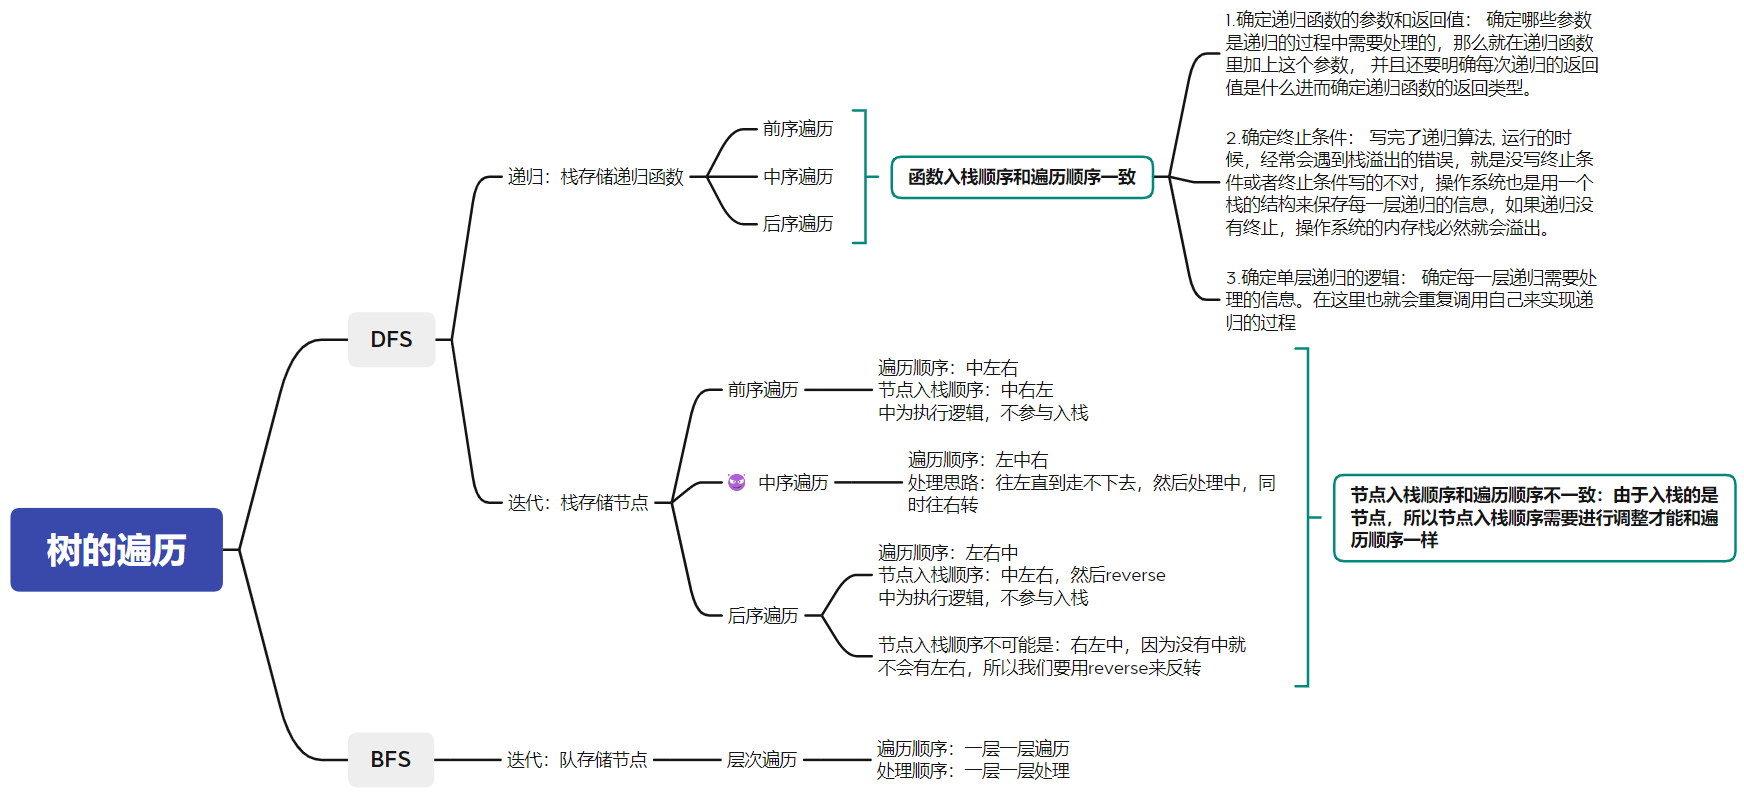 树的遍历
DFS
递归：栈存储递归函数
前序遍历
中序遍历
后序遍历
函数入栈顺序和遍历顺序一致
1.确定递归函数的参数和返回值： 确定哪些参数
是递归的过程中需要处理的，那么就在递归函数
里加上这个参数， 并且还要明确每次递归的返回
值是什么进而确定递归函数的返回类型。
2.确定终止条件： 写完了递归算法, 运行的时
候，经常会遇到栈溢出的错误，就是没写终止条
件或者终止条件写的不对，操作系统也是用一个
栈的结构来保存每一层递归的信息，如果递归没
有终止，操作系统的内存栈必然就会溢出。
3.确定单层递归的逻辑： 确定每一层递归需要处
理的信息。在这里也就会重复调用自己来实现递
归的过程
迭代：栈存储节点
前序遍历
遍历顺序：中左右
节点入栈顺序：中右左
中为执行逻辑，不参与入栈
😈 中序遍历
遍历顺序：左中右
处理思路：往左直到走不下去，然后处理中，同
时往右转
后序遍历
遍历顺序：左右中
节点入栈顺序：中左右，然后reverse
中为执行逻辑，不参与入栈
节点入栈顺序不可能是：右左中，因为没有中就
不会有左右，所以我们要用reverse来反转
节点入栈顺序和遍历顺序不一致：由于入栈的是
节点，所以节点入栈顺序需要进行调整才能和遍
历顺序一样
BFS
迭代：队存储节点
层次遍历
遍历顺序：一层一层遍历
处理顺序：一层一层处理